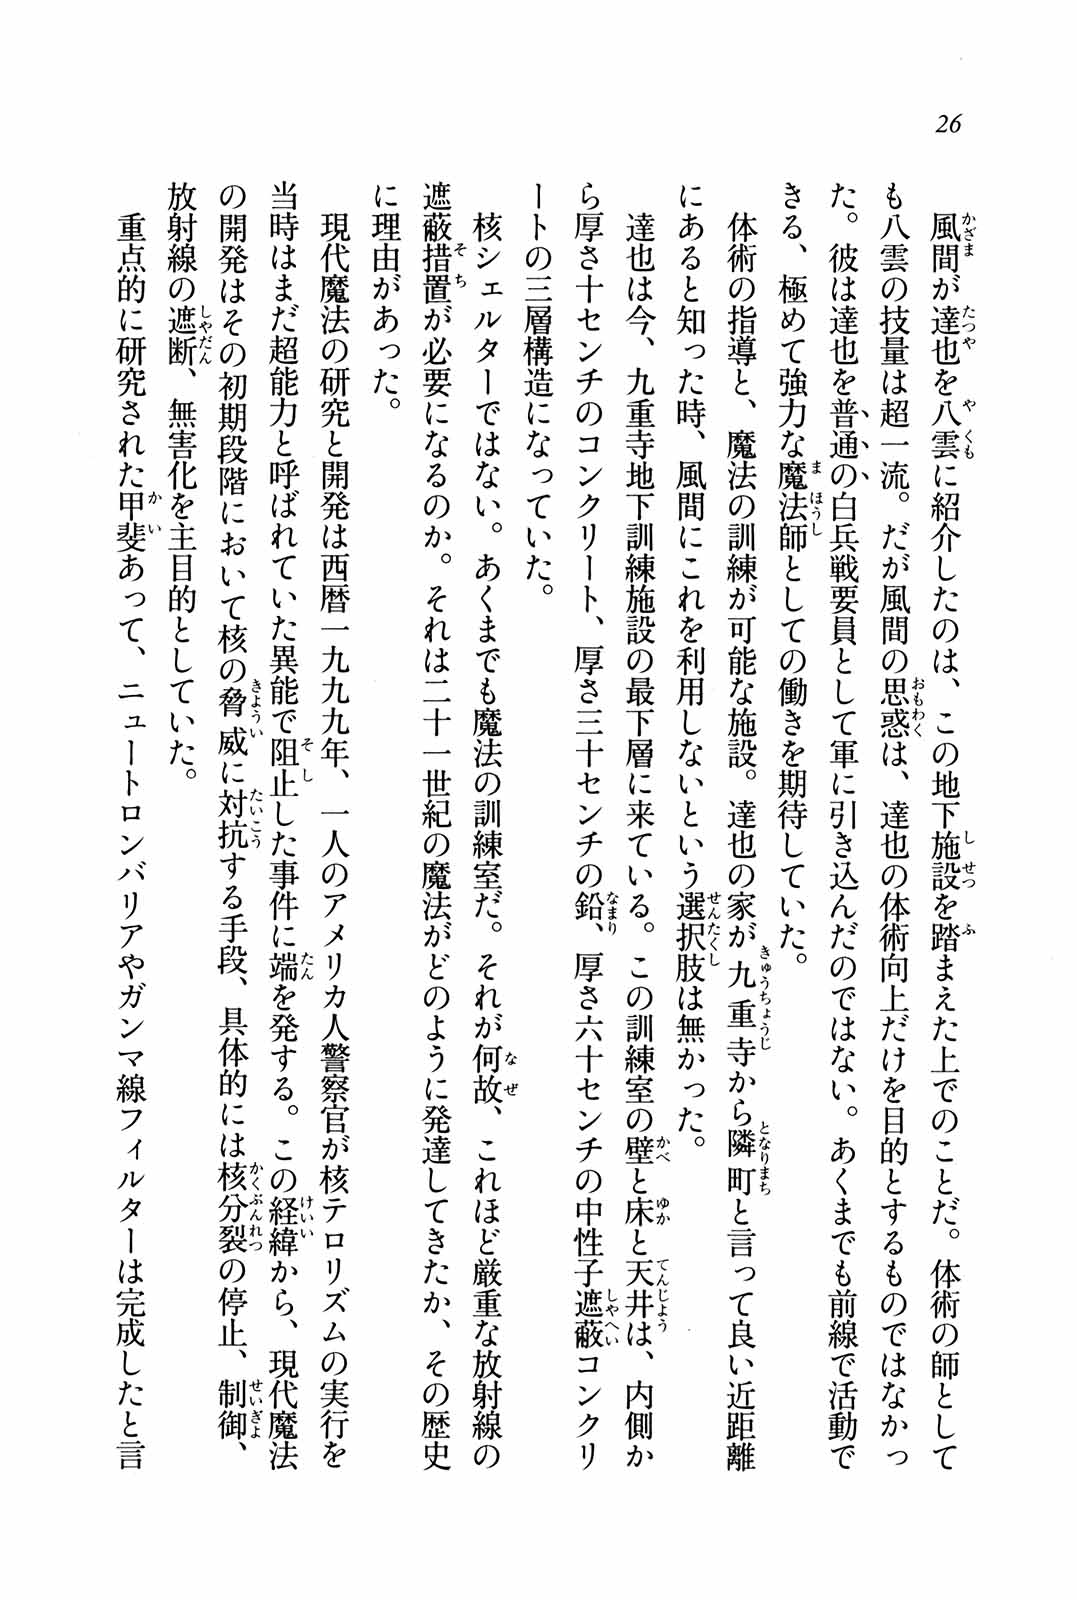 26
風間が達也を八雲に紹介したのは、この地下施設を踏まえた上でのことだ。体術の師として
も八雲の技量は超一流。だが風間の思惑は、達也の体術向上だけを目的とするものではなかっ
た。彼は達也を普通の白兵戦要員として軍に引き込んだのではない。あくまでも前線で活動で
きる、極めて強力な魔法師としての働きを期待していた。
体術の指導と、魔法の訓練が可能な施設。達也の家が九重寺から隣町と言って良い近距離
にあると知った時、風間にこれを利用しないという選択肢は無かった。
達也は今、九重寺地下訓練施設の最下層に来ている。この訓練室の壁と床と天井は、内側か
ら厚さ十センチのコンクリート、厚さ三十センチの鉛、厚さ六十センチの中性子遮蔽コンクリ
ートの三層構造になっていた。
核シェルターではない。あくまでも魔法の訓練室だ。それが何故、これほど厳重な放射線の
遮蔽措置が必要になるのか。それは二十一世紀の魔法がどのように発達してきたか、その歴史
に理由があった。
現代魔法の研究と開発は西暦一九九九年、一人のアメリカ人警察官が核テロリズムの実行を
当時はまだ超能力と呼ばれていた異能で阻止した事件に端を発する。この経緯から、現代魔法
の開発はその初期段階において核の脅威に対抗する手段、具体的には核分裂の停止、制御、
放射線の遮断、無害化を主目的としていた。
重点的に研究された甲斐あって、ニュートロンバリアやガンマ線フィルターは完成したと言